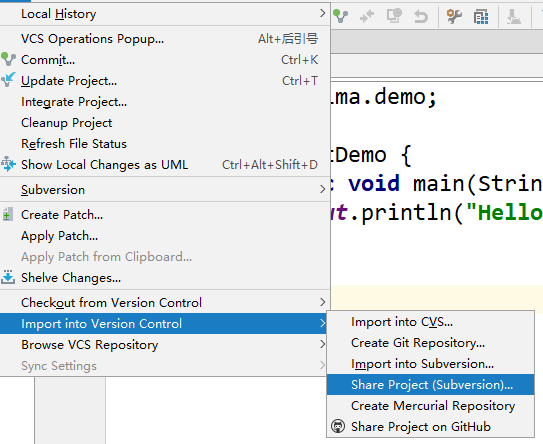 Local History
VCS Operations Popup... Alt+后引号
Commit... Ctrl+K
Update Project... Ctrl+T
Integrate Project...
Cleanup Project
Refresh File Status
Show Local Changes as UML Ctrl+Alt+Shift+D
Subversion
Create Patch...
Apply Patch...
Apply Patch from Clipboard...
Shelve Changes...
Checkout from Version Control
Import into Version Control
Browse VCS Repository
Sync Settings
Import into CVS...
Create Git Repository...
Import into Subversion...
Share Project (Subversion)...
Create Mercurial Repository
Share Project on GitHub
ima.demo;
tDemo {
c void main(Strin
ut.println("Hello